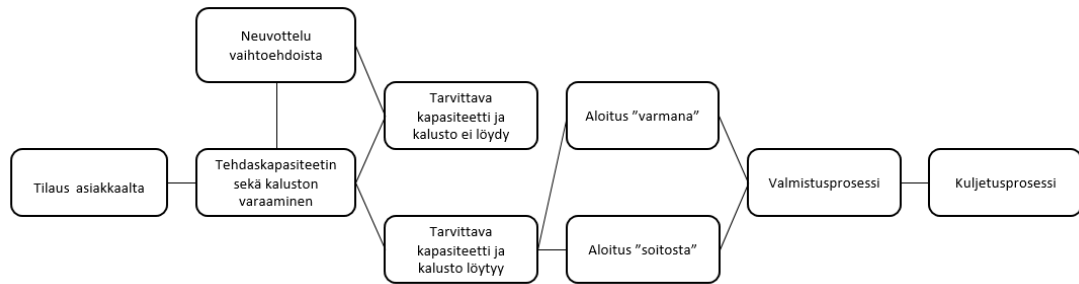 Neuvottelu
vaihtoehdoista
Tarvittava
kapasiteetti ja
kalusto ei löydy
Aloitus ”varmana”
Tilaus asiakkaalta
Tehdaskapasiteetin
sekä kaluston
varaaminen
Valmistusprosessi
Kuljetusprosessi
Tarvittava
kapasiteetti ja
kalusto löytyy
Aloitus ”soitosta”